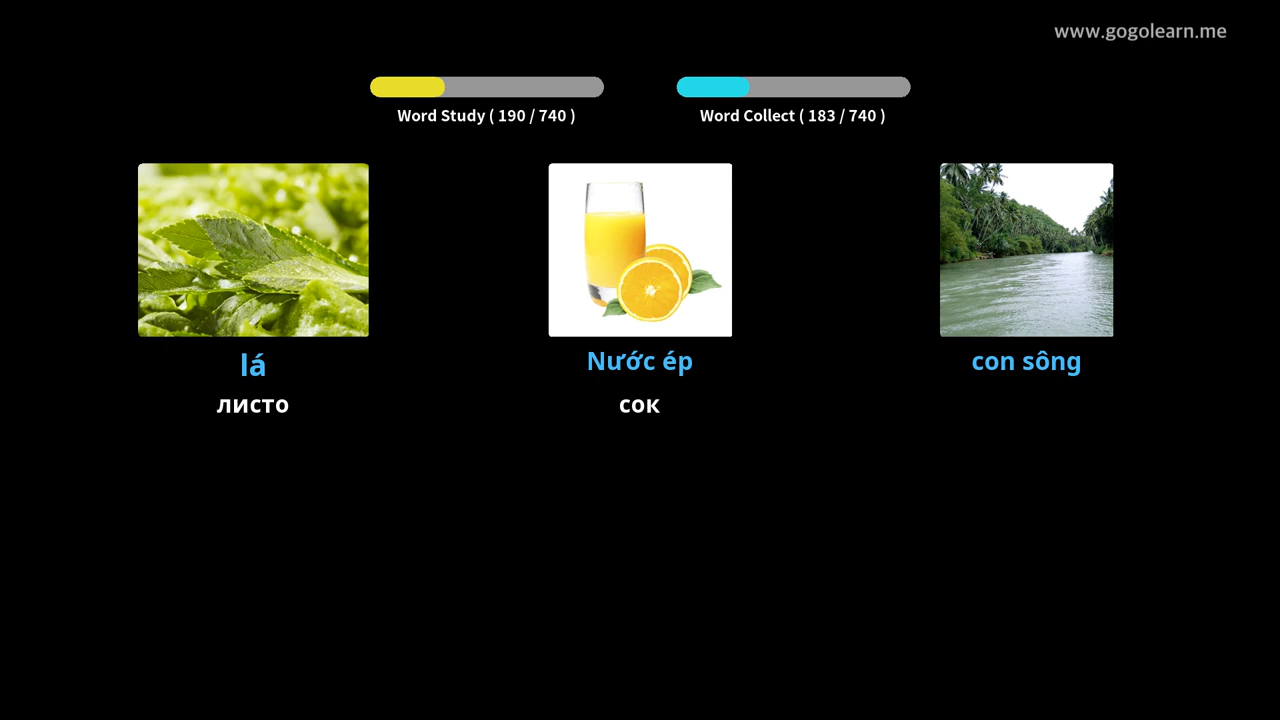 www.gogolearn.me
Word Study ( 190 / 740 )
Word Collect ( 183 / 740 )
lá
листо
Nước ép
сок
con sông